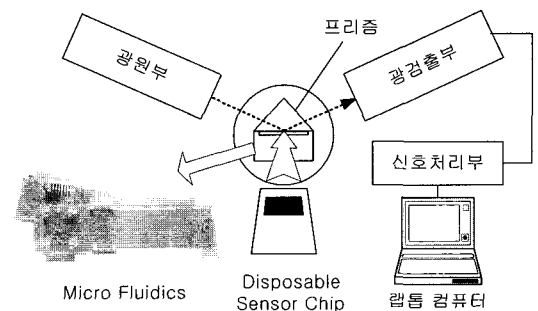 프리즘
광원부
광검출부
신호처리부
Micro Fluidics
Disposable
Sensor Chip
랩톱 컴퓨터